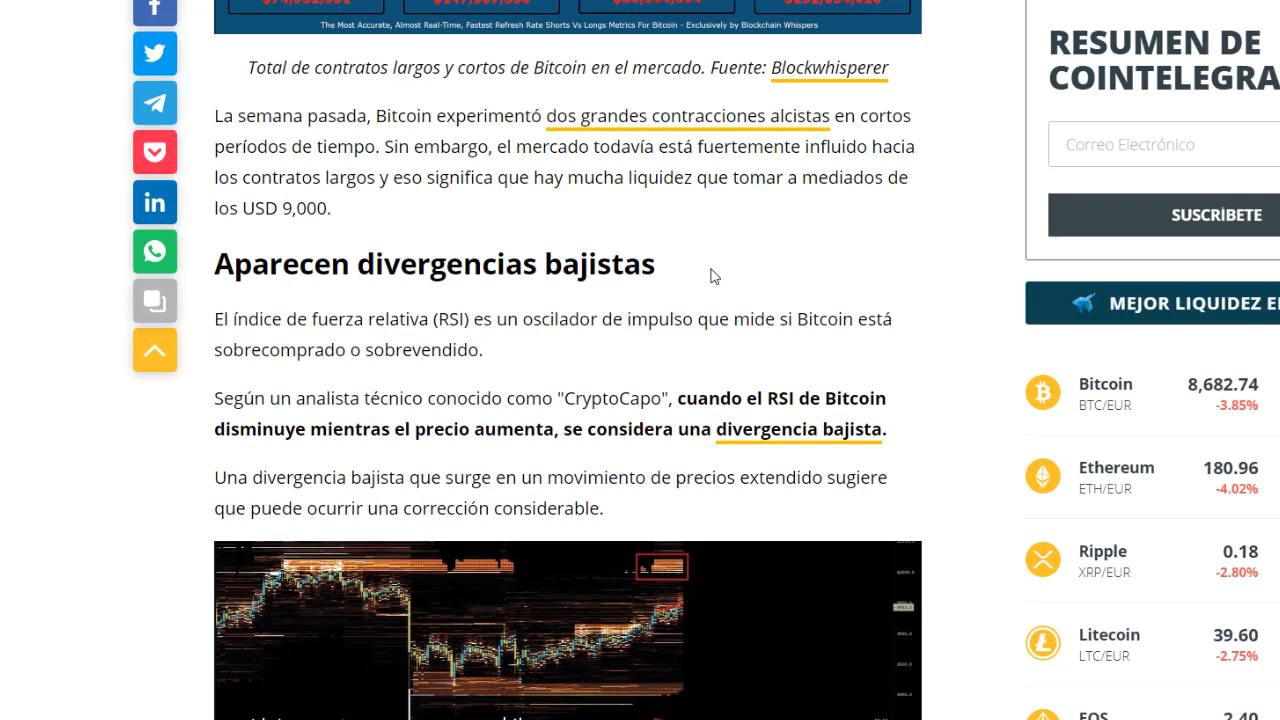 The Most Accurate, Almost Real-Time, Fastest Refresh Rate Shorts Vs Longs Metrics For Bitcoin - Exclusively by Blockchain Whispers
Total de contratos largos y cortos de Bitcoin en el mercado. Fuente: Blockwhisperer
La semana pasada, Bitcoin experimentó dos grandes contracciones alcistas en cortos
períodos de tiempo. Sin embargo, el mercado todavía está fuertemente influido hacia
los contratos largos y eso significa que hay mucha liquidez que tomar a mediados de
los USD 9,000.
Aparecen divergencias bajistas
El índice de fuerza relativa (RSI) es un oscilador de impulso que mide si Bitcoin está
sobrecomprado o sobrevendido.
Según un analista técnico conocido como "CryptoCapo", cuando el RSI de Bitcoin
disminuye mientras el precio aumenta, se considera una divergencia bajista.
Una divergencia bajista que surge en un movimiento de precios extendido sugiere
que puede ocurrir una corrección considerable.
RESUMEN DE
COINTELEGRA
Correo Electrónico
SUSCRÍBETE
MEJOR LIQUIDEZ E
Bitcoin 8,682.74
BTC/EUR -3.85%
Ethereum 180.96
ETH/EUR -4.02%
Ripple 0.18
XRP/EUR -2.80%
Litecoin 39.60
LTC/EUR -2.75%
EOS 2.40